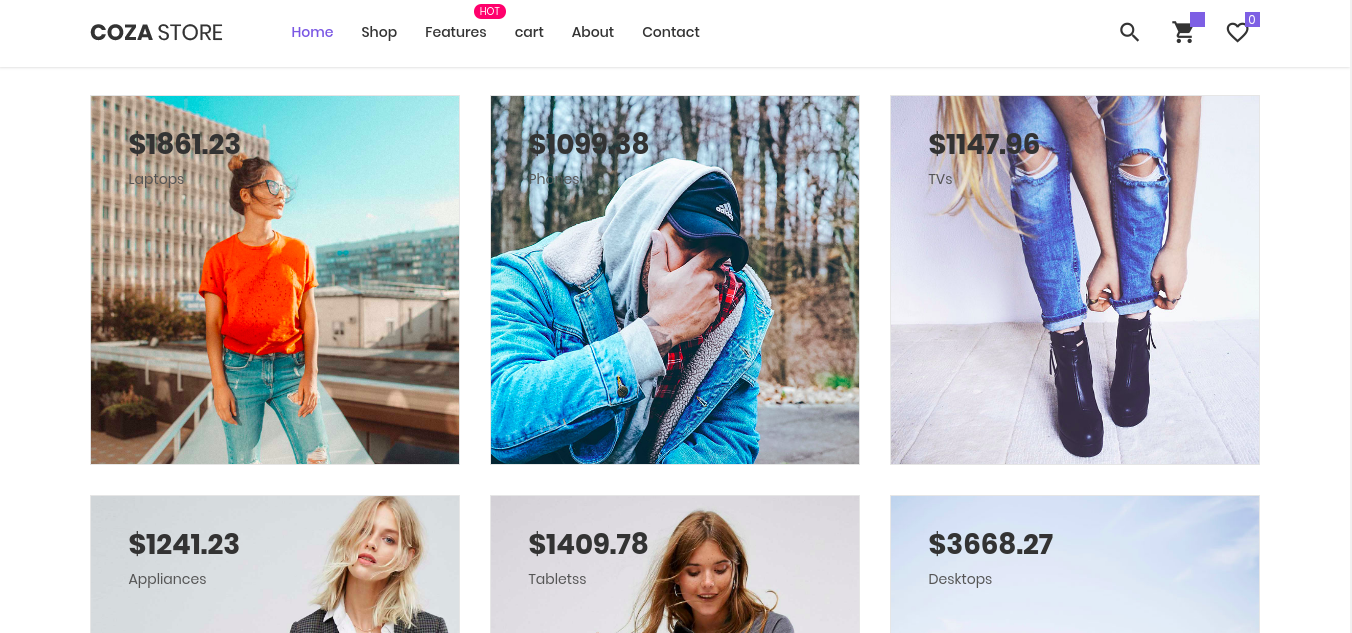 HOT
COZA STORE Home Shop Features cart About Contact 0
$1861.23 $1099.38 $1147.96
Laptops Phones TVs
$1241.23 $1409.78 $3668.27
Appliances Tabletss Desktops